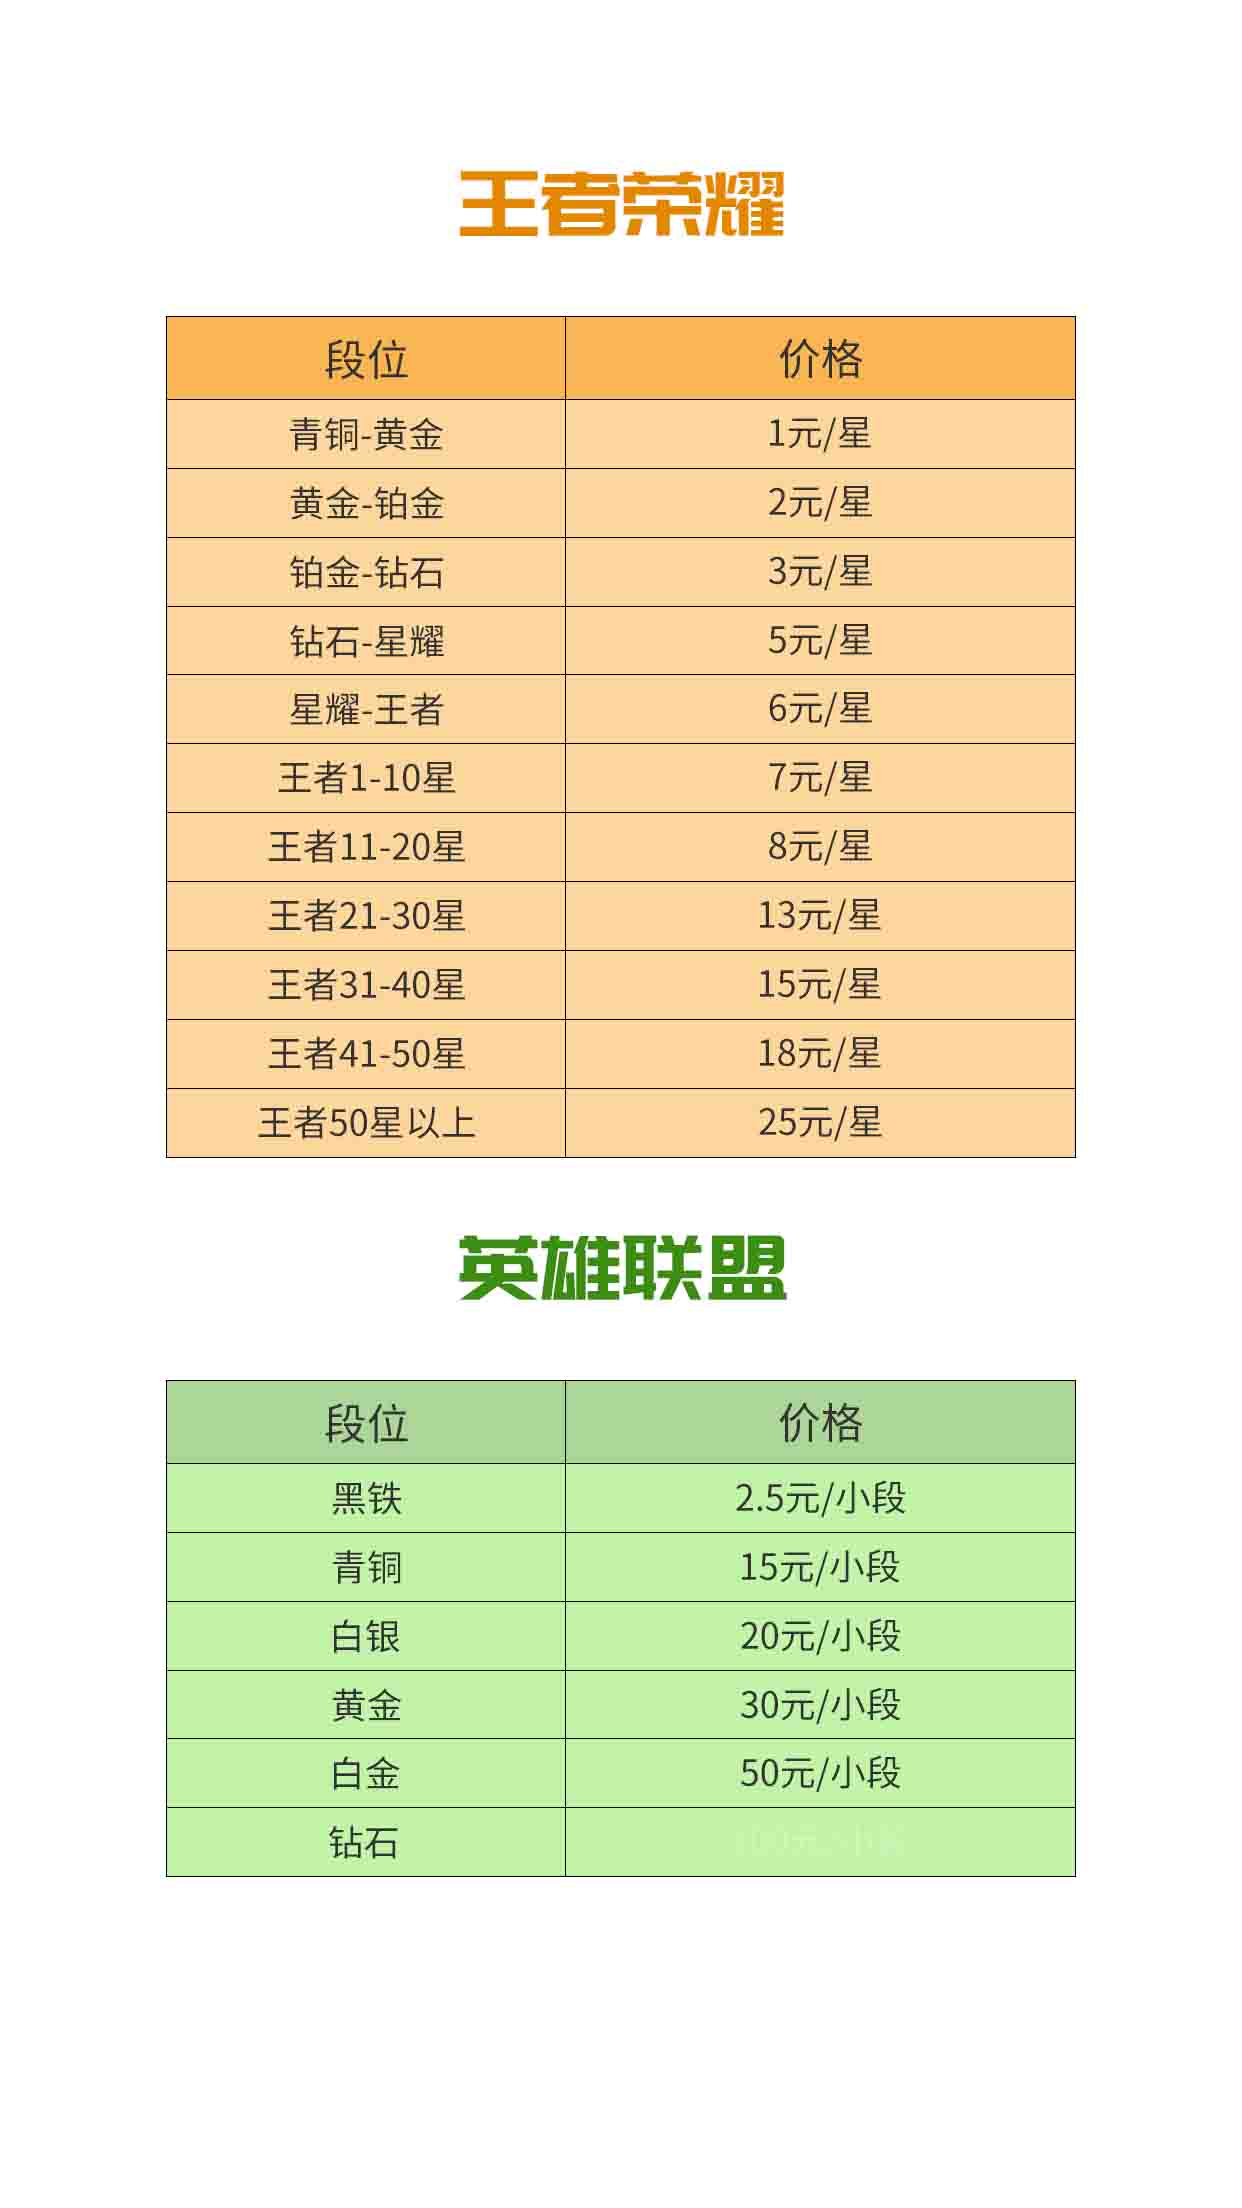 王者荣耀
段位 价格
青铜-黄金 1元/星
黄金-铂金 2元/星
铂金-钻石 3元/星
钻石-星耀 5元/星
星耀-王者 6元/星
王者1-10星 7元/星
王者11-20星 8元/星
王者21-30星 13元/星
王者31-40星 15元/星
王者41-50星 18元/星
王者50星以上 25元/星
英雄联盟
段位 价格
黑铁 2.5元/小段
青铜 15元/小段
白银 20元/小段
黄金 30元/小段
白金 50元/小段
钻石